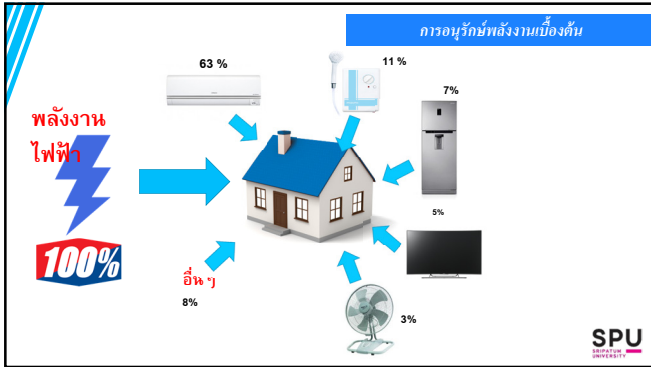 การอนุรักษ์พลังงานเบื้องต้น
63 %
11 %
7%
พลังงาน
ไฟฟ้า
100%
5%
อื่น ๆ
8%
3%
SPU
SRIPATUM
UNIVERSITY